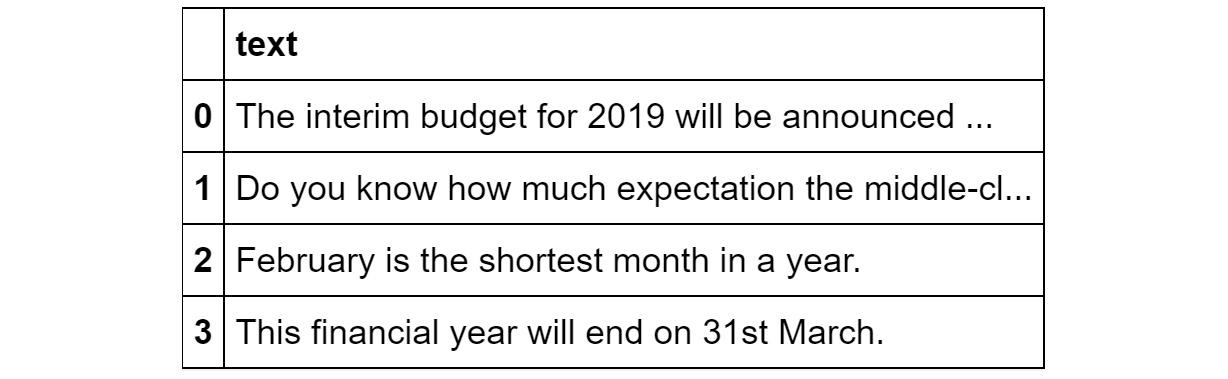 text
0 The interim budget for 2019 will be announced ...
1 Do you know how much expectation the middle-cl...
2 February is the shortest month in a year.
3 This financial year will end on 31st March.